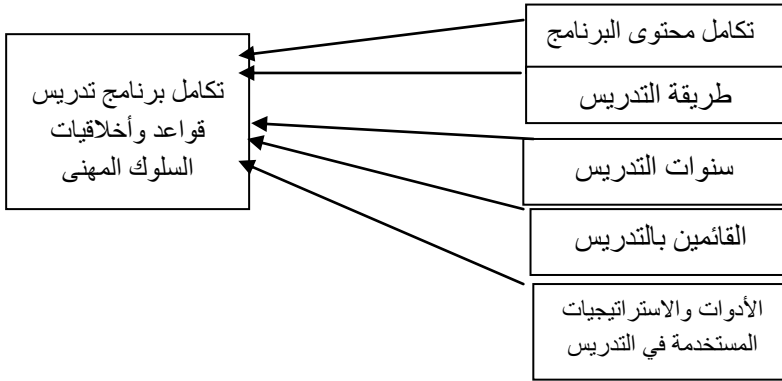 تكامل محتوى البرنامج
طريقة التدريس
سنوات التدريس
القائمين بالتدريس
الأدوات والاستراتيجيات
المستخدمة في التدريس
تكامل برنامج تدريس
قواعد وأخلاقيات
السلوك المهنى